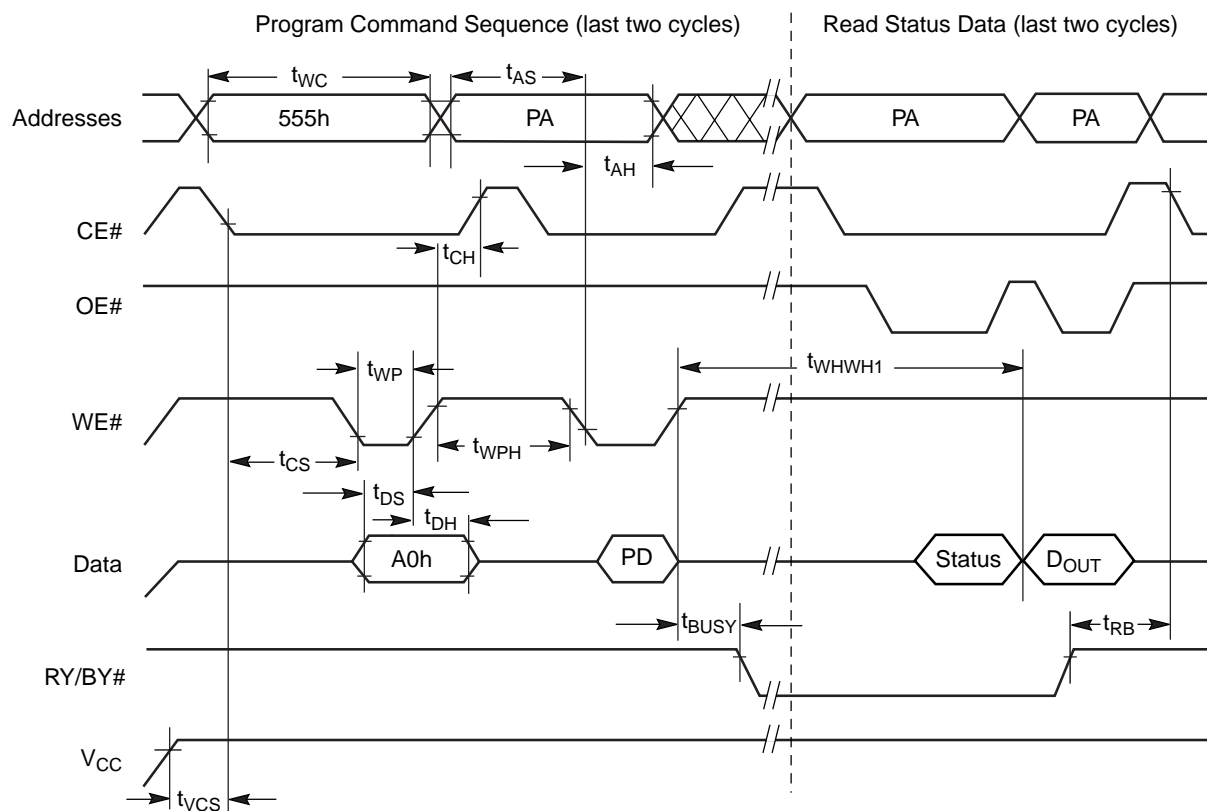 Program Command Sequence (last two cycles)
Read Status Data (last two cycles)
tWC
tAS
Addresses
555h
PA
PA
PA
tAH
CE#
tCH
OE#
tWP
tWHWH1
WE#
tCS
tWPH
tDS
tDH
Data
A0h
PD
Status
DOUT
tBUSY
tRB
RY/BY#
VCC
tVCS